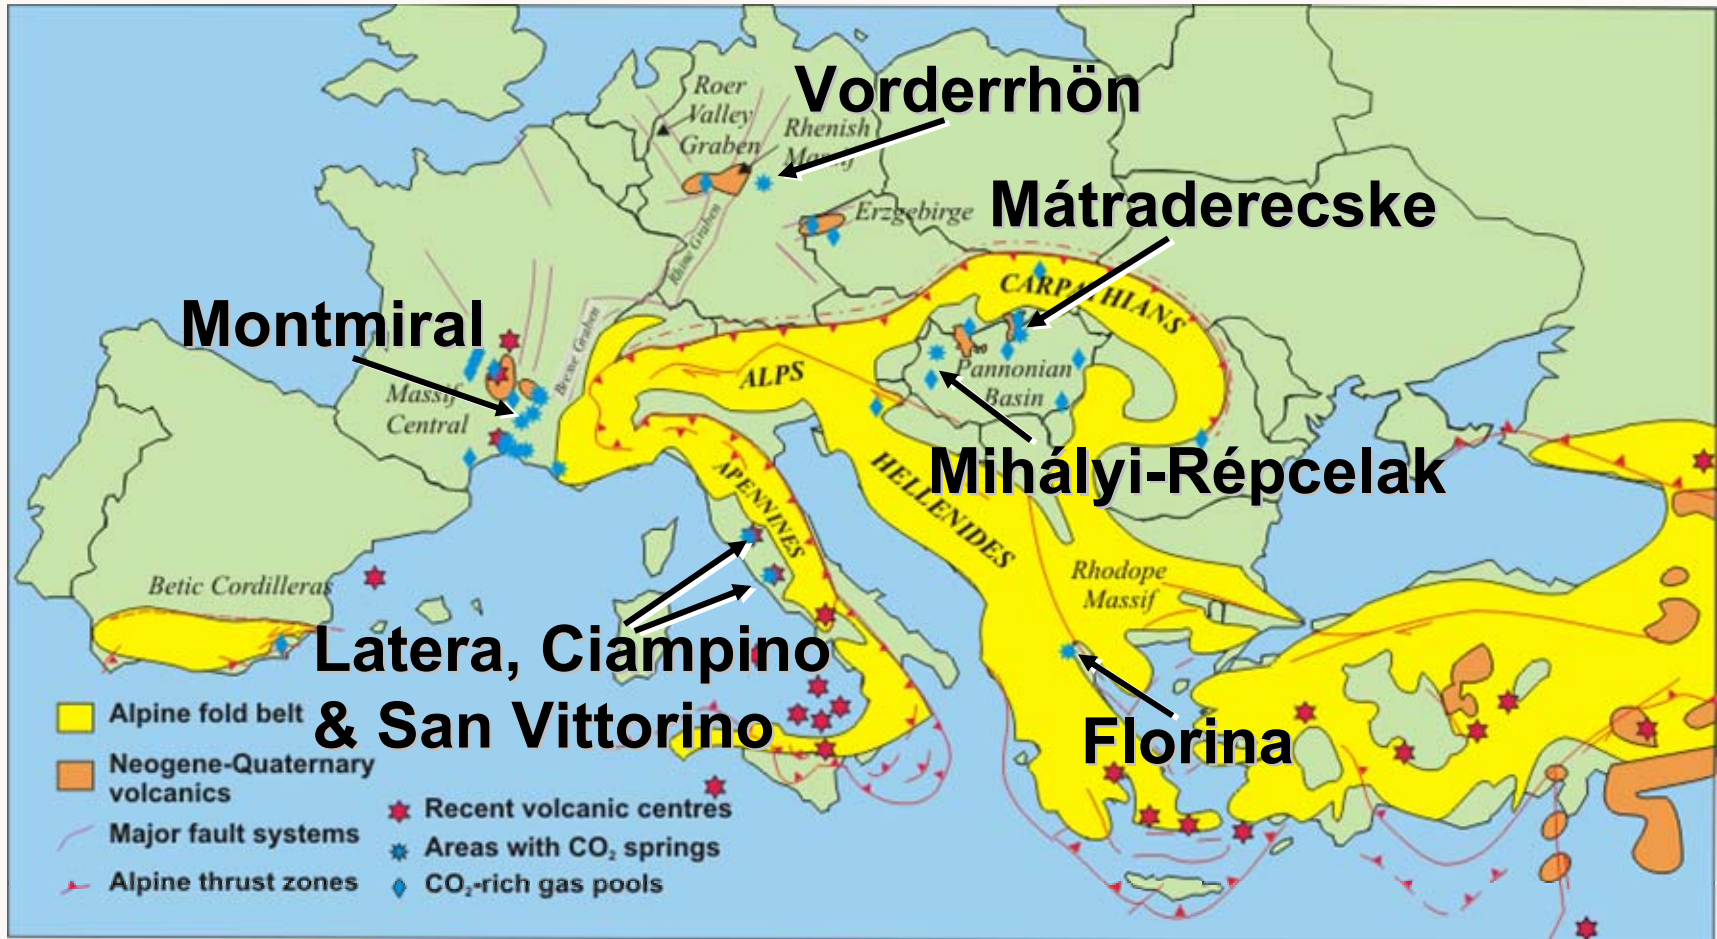 Vorderrhön
Roer
Valley
Graben
Rhenish
Massif
Erzgebirge
Mátraderecske
Rhine Graben
CARPATHIANS
Montmiral
Bresse Graben
ALPS
Pannonian
Basin
Massif
Central
APENNINES
HELLENIDES
Mihályi-Répcelak
Betic Cordilleras
Rhodope
Massif
Latera, Ciampino
& San Vittorino
Florina
Alpine fold belt
Neogene-Quaternary
volcanics
Major fault systems
Alpine thrust zones
Recent volcanic centres
Areas with CO₂ springs
CO₂-rich gas pools